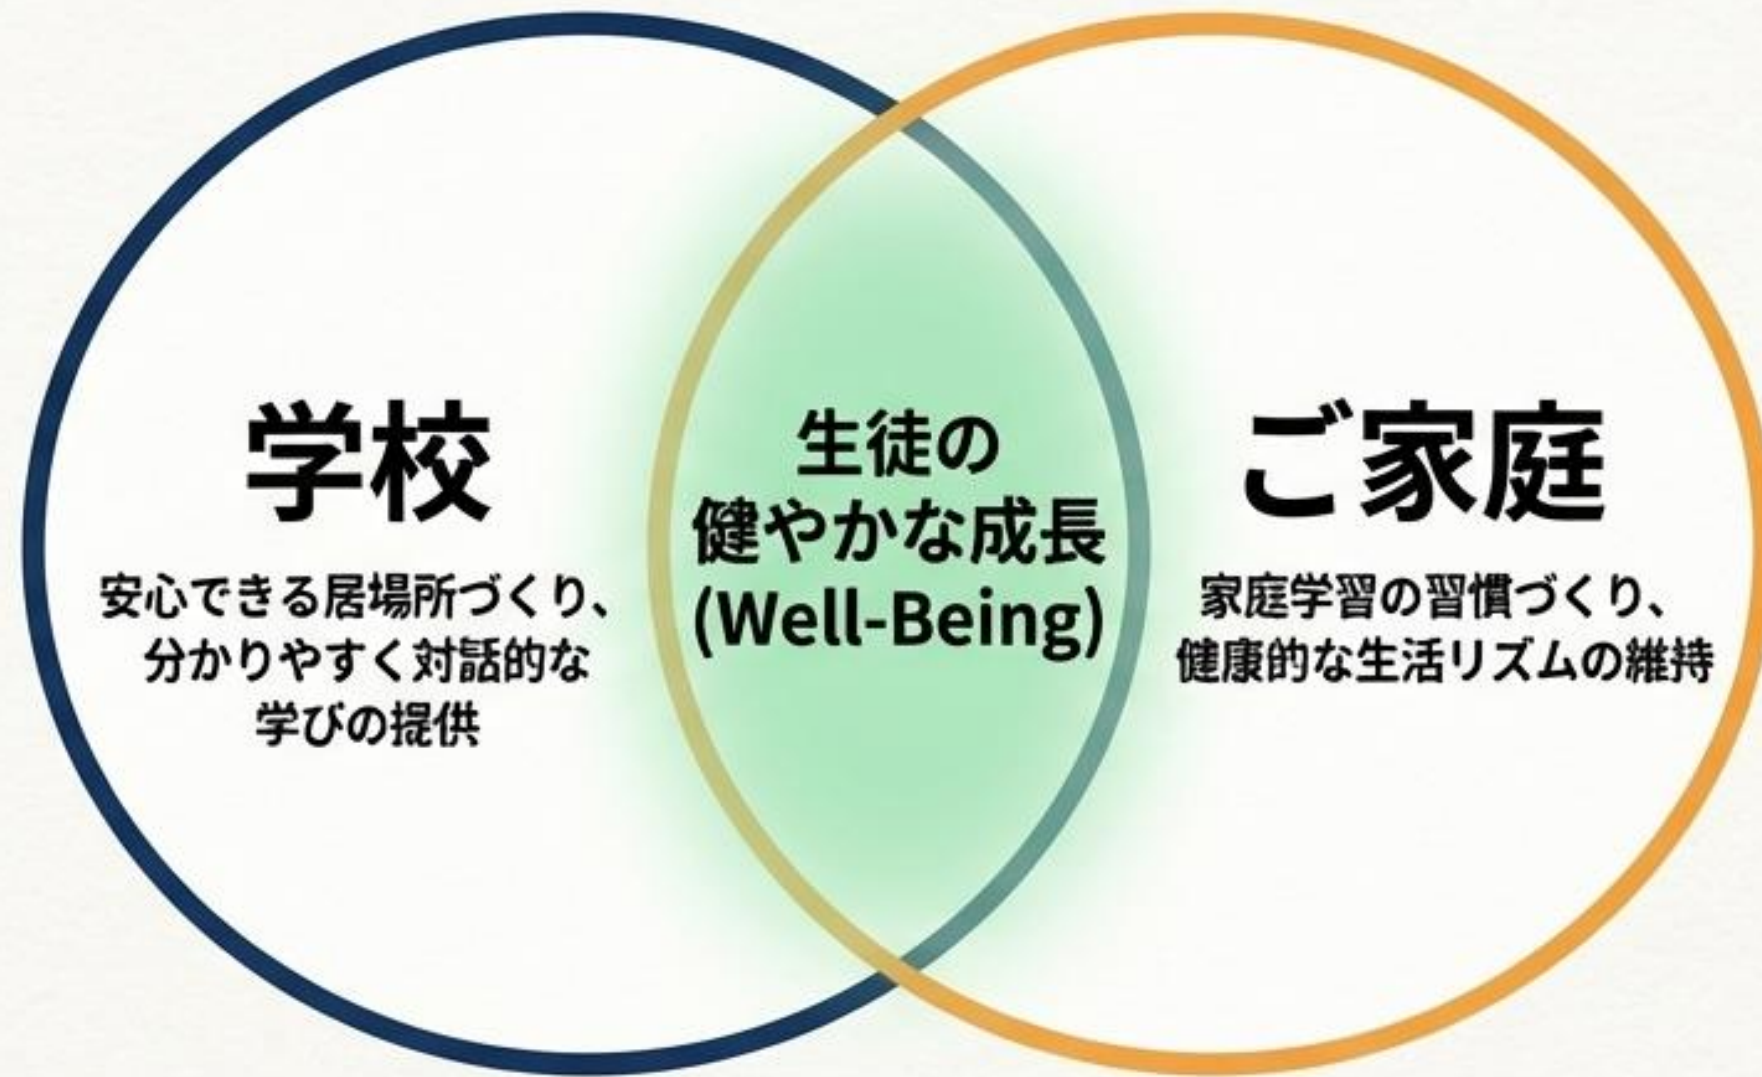 学校
安心できる居場所づくり、
分かりやすく対話的な
学びの提供
生徒の
健やかな成長
(Well-Being)
ご家庭
家庭学習の習慣づくり、
健康的な生活リズムの維持